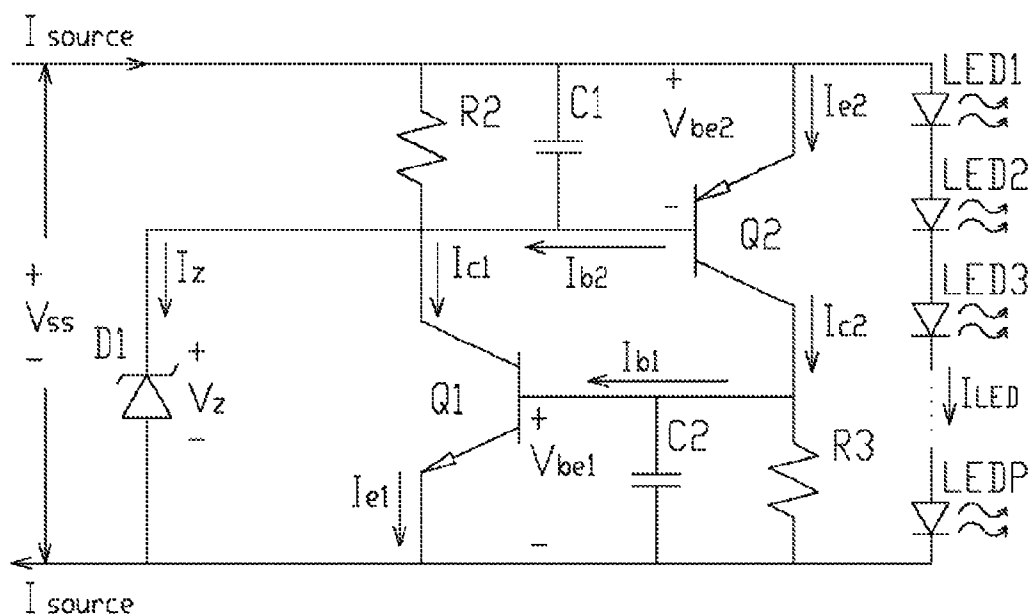 I source
LED1
R2
C1
+
Vbe2
-
Ie2
LED2
Q2
Iz
Ic1
Ib2
+
Vss
-
LED3
D1
+
Vz
-
Ic2
Ib1
Q1
+
Vbe1
-
C2
ILED
R3
Ie1
LEDP
I source